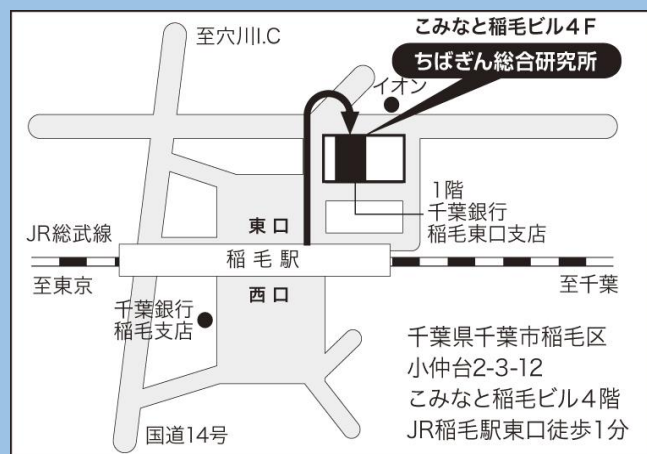 至穴川I.C
こみなと稲毛ビル４F
ちばぎん総合研究所
イオン
1階
千葉銀行
稲毛東口支店
東口
JR総武線
稲毛駅
至東京
至千葉
西口
千葉銀行
稲毛支店
国道14号
千葉県千葉市稲毛区
小仲台2-3-12
こみなと稲毛ビル４階
JR稲毛駅東口徒歩1分